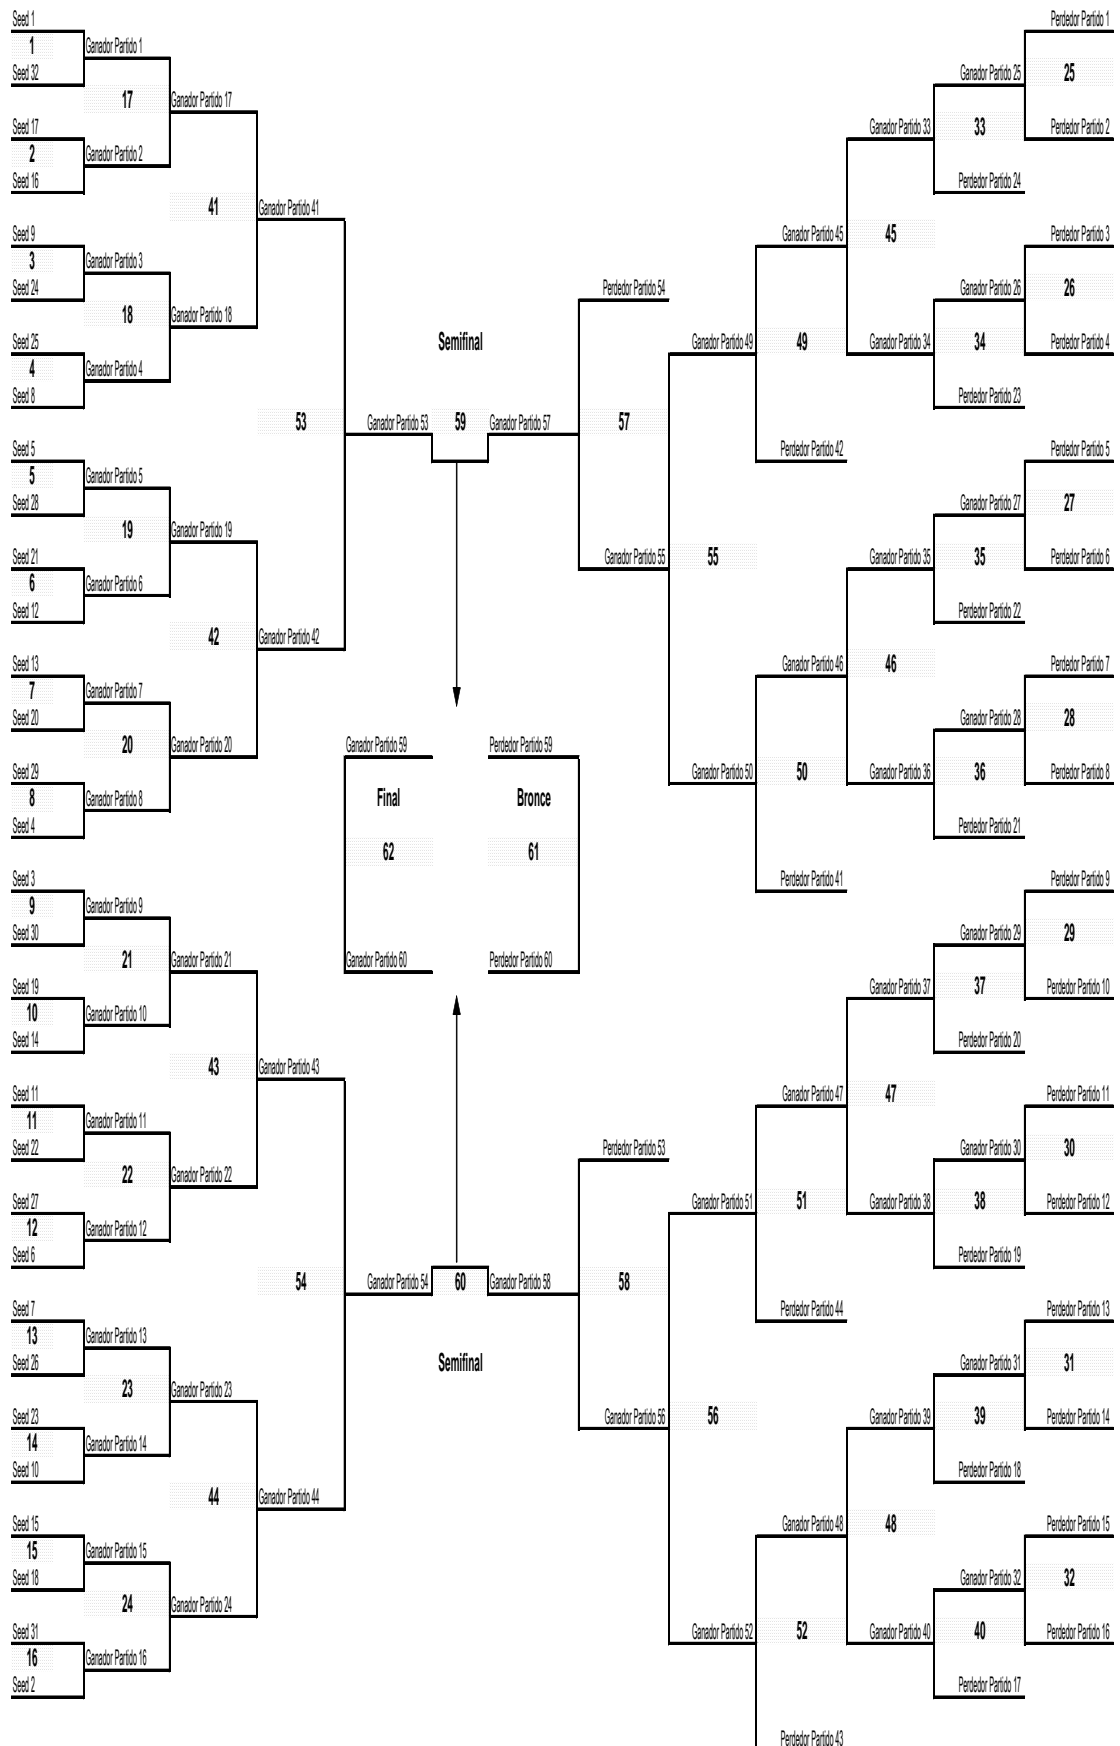 Seed 1
1
Seed 32
Ganador Partido 1
17
Seed 17
2
Seed 16
Ganador Partido 2
Ganador Partido 17
41
Seed 9
3
Seed 24
Ganador Partido 3
18
Seed 25
4
Seed 8
Ganador Partido 4
Ganador Partido 18
Ganador Partido 41
53
Seed 5
5
Seed 28
Ganador Partido 5
19
Seed 21
6
Seed 12
Ganador Partido 6
Ganador Partido 19
42
Seed 13
7
Seed 20
Ganador Partido 7
20
Seed 29
8
Seed 4
Ganador Partido 8
Ganador Partido 20
Ganador Partido 42
Ganador Partido 53
Seed 3
9
Seed 30
Ganador Partido 9
21
Seed 19
10
Seed 14
Ganador Partido 10
Ganador Partido 21
43
Seed 11
11
Seed 22
Ganador Partido 11
22
Seed 27
12
Seed 6
Ganador Partido 12
Ganador Partido 22
Ganador Partido 43
54
Seed 7
13
Seed 26
Ganador Partido 13
23
Seed 23
14
Seed 10
Ganador Partido 14
Ganador Partido 23
44
Seed 15
15
Seed 18
Ganador Partido 15
24
Seed 31
16
Seed 2
Ganador Partido 16
Ganador Partido 24
Ganador Partido 44
Ganador Partido 54
Semifinal
59
Ganador Partido 57
Ganador Partido 59
Final
62
Ganador Partido 60
Perdedor Partido 59
Bronce
61
Perdedor Partido 60
60
Ganador Partido 58
Semifinal
Perdedor Partido 54
57
Ganador Partido 55
Perdedor Partido 53
58
Ganador Partido 56
Ganador Partido 49
55
Ganador Partido 50
Ganador Partido 51
56
Ganador Partido 52
Ganador Partido 45
49
Perdedor Partido 42
Ganador Partido 46
50
Perdedor Partido 41
Ganador Partido 47
51
Perdedor Partido 44
Ganador Partido 48
52
Perdedor Partido 43
Ganador Partido 33
45
Ganador Partido 34
Ganador Partido 35
46
Ganador Partido 36
Ganador Partido 37
47
Ganador Partido 38
Ganador Partido 39
48
Ganador Partido 40
Ganador Partido 25
33
Perdedor Partido 24
Ganador Partido 26
34
Perdedor Partido 23
Ganador Partido 27
35
Perdedor Partido 22
Ganador Partido 28
36
Perdedor Partido 21
Ganador Partido 29
37
Perdedor Partido 20
Ganador Partido 30
38
Perdedor Partido 19
Ganador Partido 31
39
Perdedor Partido 18
Ganador Partido 32
40
Perdedor Partido 17
Perdedor Partido 1
25
Perdedor Partido 2
Perdedor Partido 3
26
Perdedor Partido 4
Perdedor Partido 5
27
Perdedor Partido 6
Perdedor Partido 7
28
Perdedor Partido 8
Perdedor Partido 9
29
Perdedor Partido 10
Perdedor Partido 11
30
Perdedor Partido 12
Perdedor Partido 13
31
Perdedor Partido 14
Perdedor Partido 15
32
Perdedor Partido 16